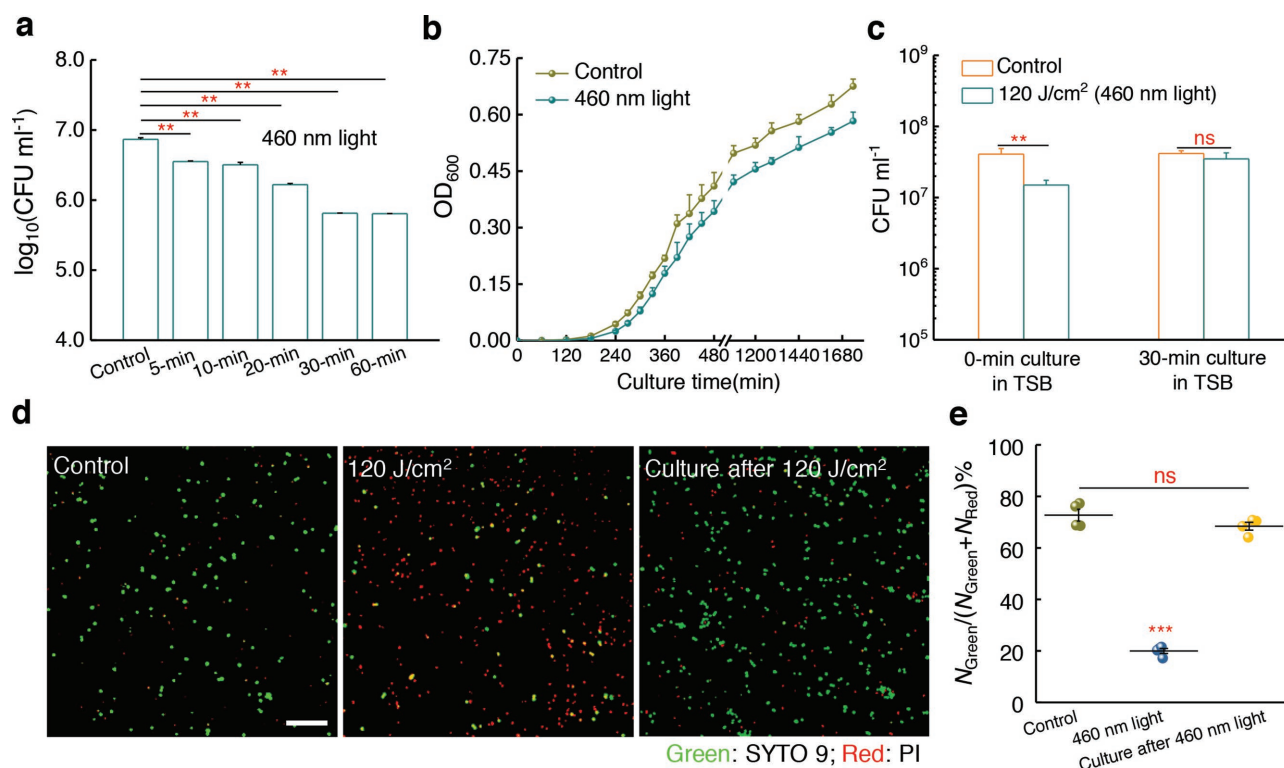 a
8.0
7.0
6.0
5.0
4.0
log10(CFU ml-1)
**
**
**
**
**
460 nm light
Control
5-min
10-min
20-min
30-min
60-min
b
0.75
0.60
0.45
0.30
0.15
0.00
OD600
Control
460 nm light
0 120 240 360 480 1200 1440 1680
Culture time(min)
c
10^9
10^8
10^7
10^6
10^5
CFU ml-1
Control
120 J/cm² (460 nm light)
**
ns
0-min culture
in TSB
30-min culture
in TSB
d
Control
120 J/cm²
Culture after 120 J/cm²
Green: SYTO 9; Red: PI
e
100
80
60
40
20
0
NGreen/(NGreen+NRed)%
ns
***
Control
460 nm light
Culture after 460 nm light